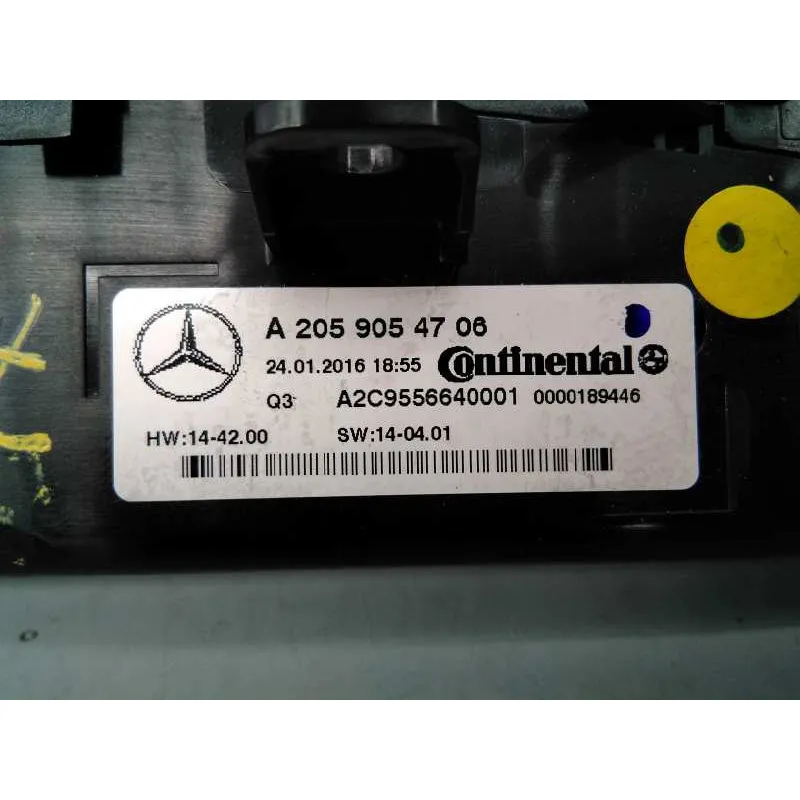 A 205 905 47 06
24.01.2016 18:55 Continental
Q3 A2C9556640001 0000189446
HW:14-42.00 SW:14-04.01